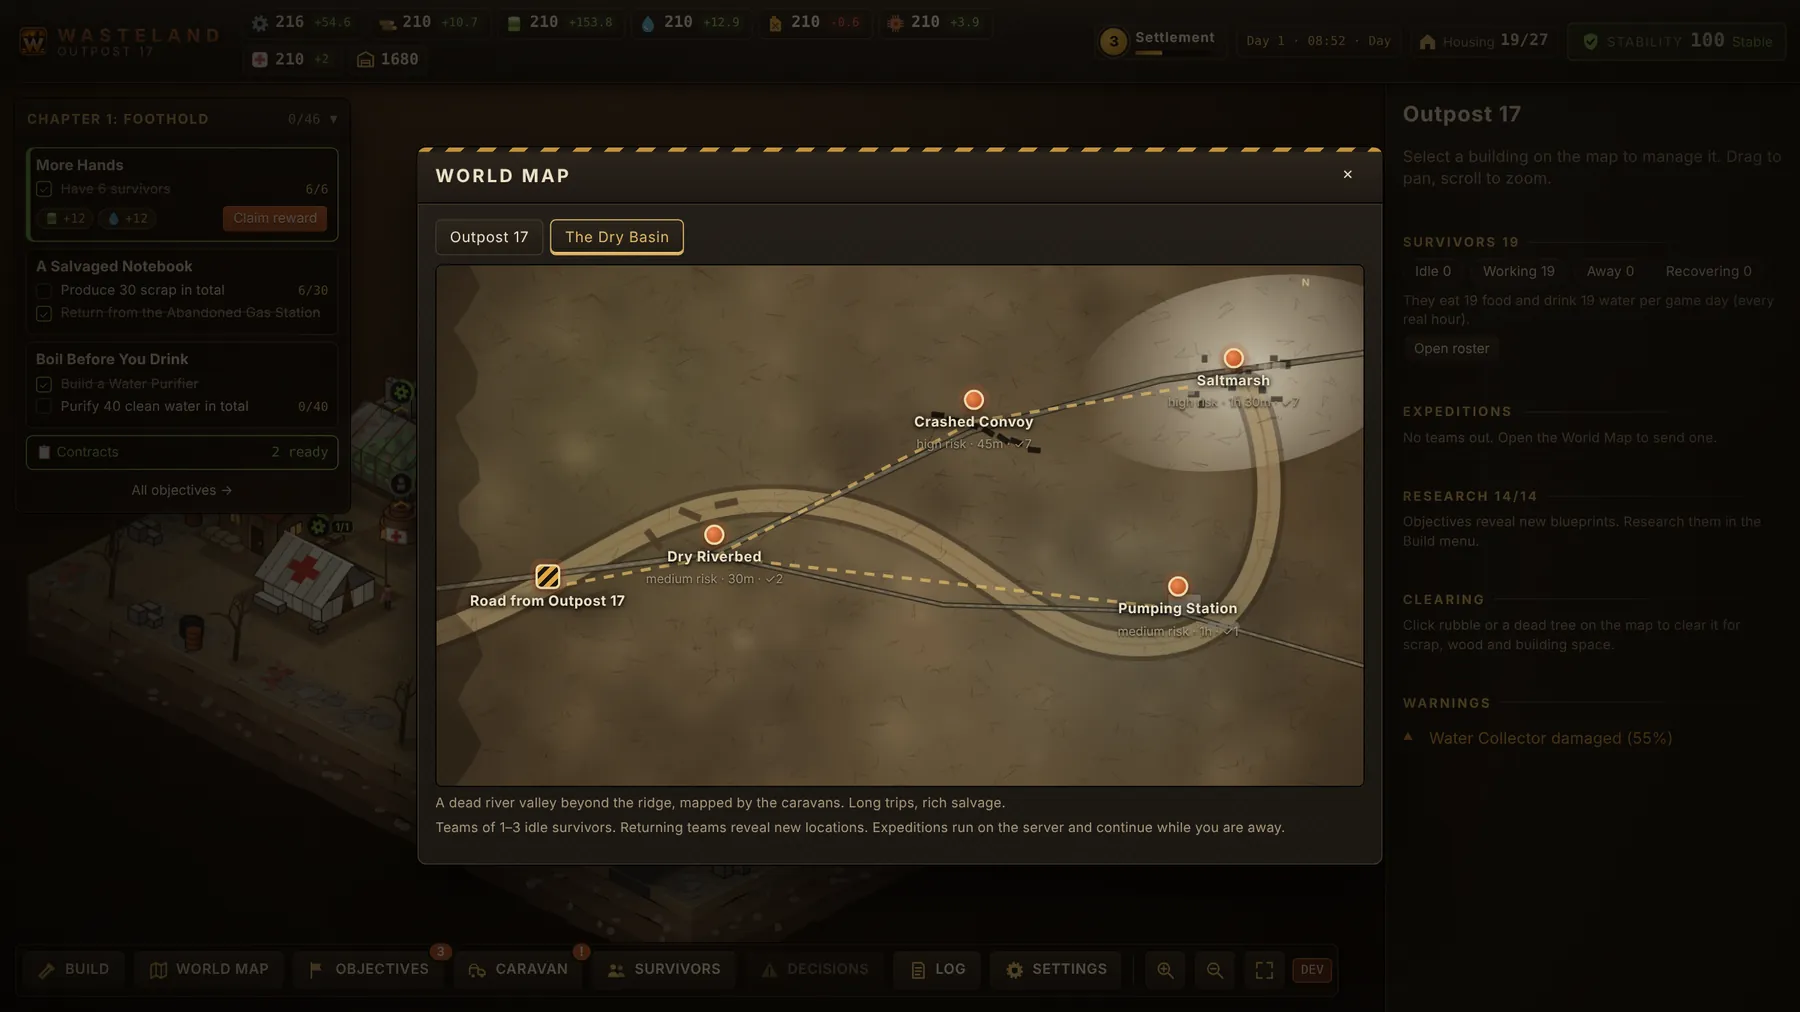 WASTELAND
OUTPOST 17
216 +54.6
210 +10.7
210 +153.8
210 +12.9
210 -0.6
210 +3.9
210 +2
1680
3 Settlement
Day 1 · 08:52 · Day
Housing 19/27
STABILITY 100 Stable
CHAPTER 1: FOOTHOLD 0/46 ▼
More Hands
Have 6 survivors 6/6
+12 +12 Claim reward
A Salvaged Notebook
Produce 30 scrap in total 6/30
Return from the Abandoned Gas Station
Boil Before You Drink
Build a Water Purifier
Purify 40 clean water in total 0/40
Contracts 2 ready
All objectives →
1/1
WORLD MAP ×
Outpost 17 The Dry Basin
N
Saltmarsh
high risk · 1h 30m · ✓7
Crashed Convoy
high risk · 45m · ✓7
Dry Riverbed
medium risk · 30m · ✓2
Road from Outpost 17
Pumping Station
medium risk · 1h · ✓1
A dead river valley beyond the ridge, mapped by the caravans. Long trips, rich salvage.
Teams of 1–3 idle survivors. Returning teams reveal new locations. Expeditions run on the server and continue while you are away.
Outpost 17
Select a building on the map to manage it. Drag to
pan, scroll to zoom.
SURVIVORS 19
Idle 0 Working 19 Away 0 Recovering 0
They eat 19 food and drink 19 water per game day (every
real hour).
Open roster
EXPEDITIONS
No teams out. Open the World Map to send one.
RESEARCH 14/14
Objectives reveal new blueprints. Research them in the
Build menu.
CLEARING
Click rubble or a dead tree on the map to clear it for
scrap, wood and building space.
WARNINGS
Water Collector damaged (55%)
BUILD
WORLD MAP
OBJECTIVES 3
CARAVAN !
SURVIVORS
DECISIONS
LOG
SETTINGS
DEV